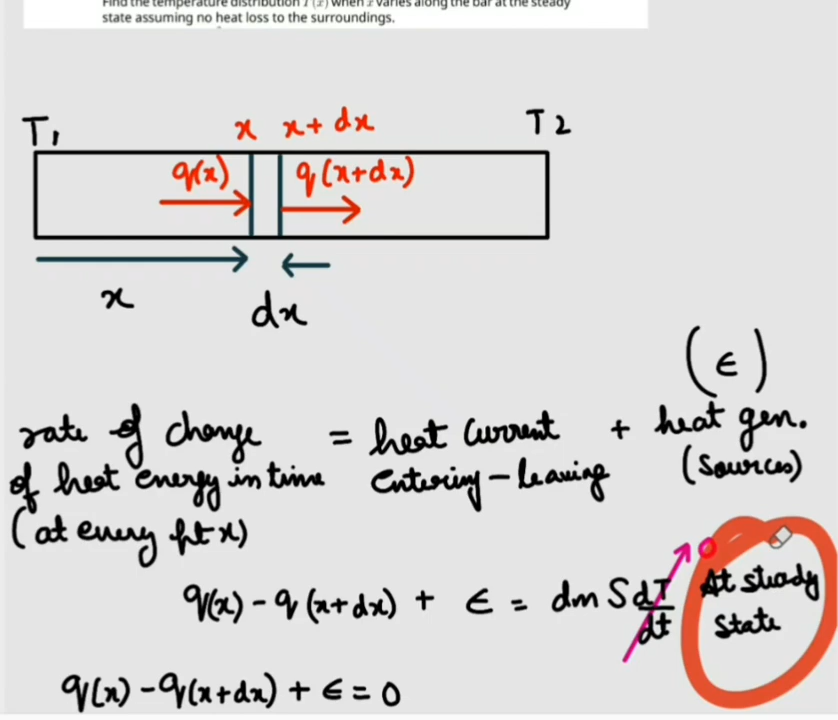 Find the temperature distribution T(x) when x varies along the bar at the steady
state assuming no heat loss to the surroundings.
T₁ x x + dx T2
q(x) q(x+dx)
x dx
(ϵ)
rate of change = heat current + heat gen.
of heat energy in time entering - leaving (Sources)
(at every pt x)
q(x) - q(x+dx) + ϵ = dm S dT/dt 0 At steady
state
q(x) - q(x+dx) + ϵ = 0